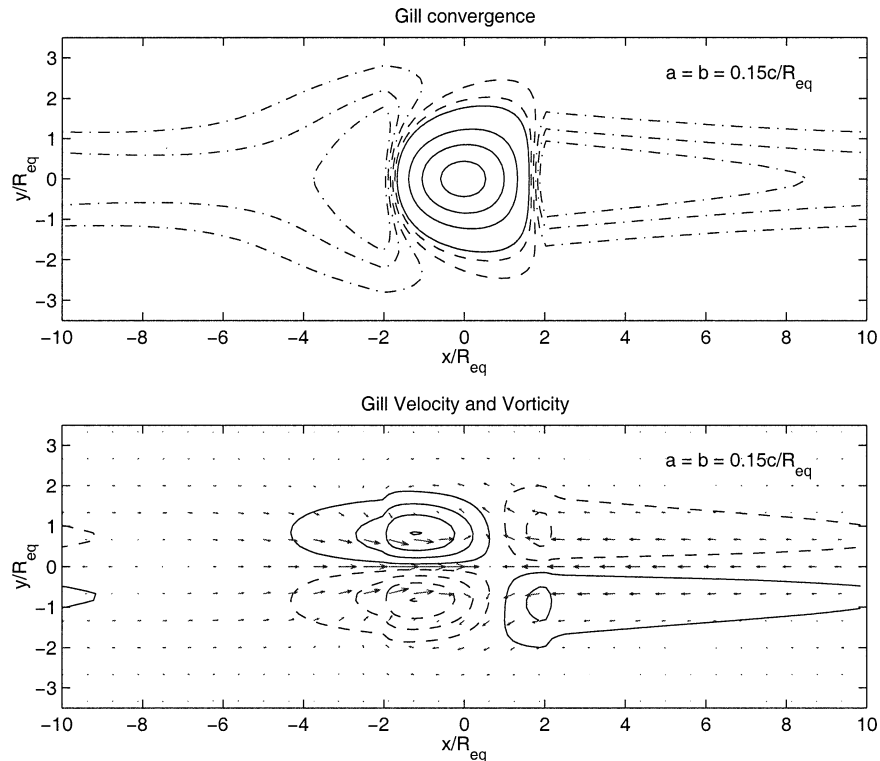 Gill convergence
a = b = 0.15c/R_eq
y/R_eq
3
2
1
0
−1
−2
−3
−10 −8 −6 −4 −2 0 2 4 6 8 10
x/R_eq
Gill Velocity and Vorticity
a = b = 0.15c/R_eq
y/R_eq
3
2
1
0
−1
−2
−3
−10 −8 −6 −4 −2 0 2 4 6 8 10
x/R_eq